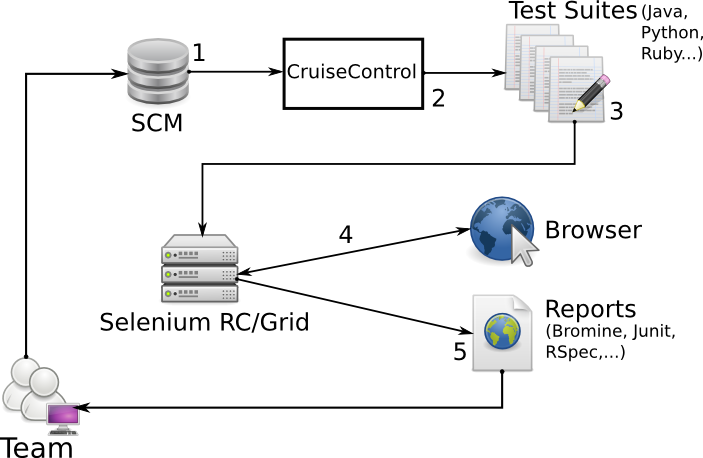 Test Suites (Java,
Python,
Ruby...)
1
CruiseControl
2
3
SCM
4
Browser
Selenium RC/Grid
Reports
(Bromine, Junit,
RSpec,...)
5
Team